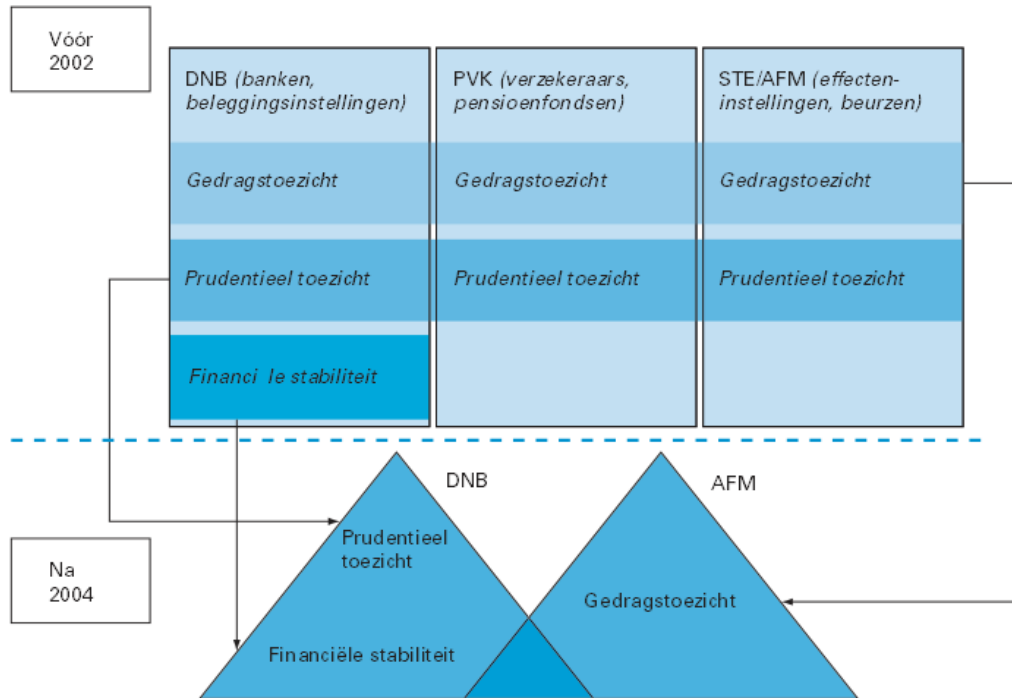 Vóór
2002
DNB (banken,
beleggingsinstellingen)
PVK (verzekeraars,
pensioenfondsen)
STE/AFM (effecten-
instellingen, beurzen)
Gedragstoezicht
Gedragstoezicht
Gedragstoezicht
Prudentieel toezicht
Prudentieel toezicht
Prudentieel toezicht
Financi le stabiliteit
DNB
AFM
Prudentieel
toezicht
Na
2004
Gedragstoezicht
Financiële stabiliteit